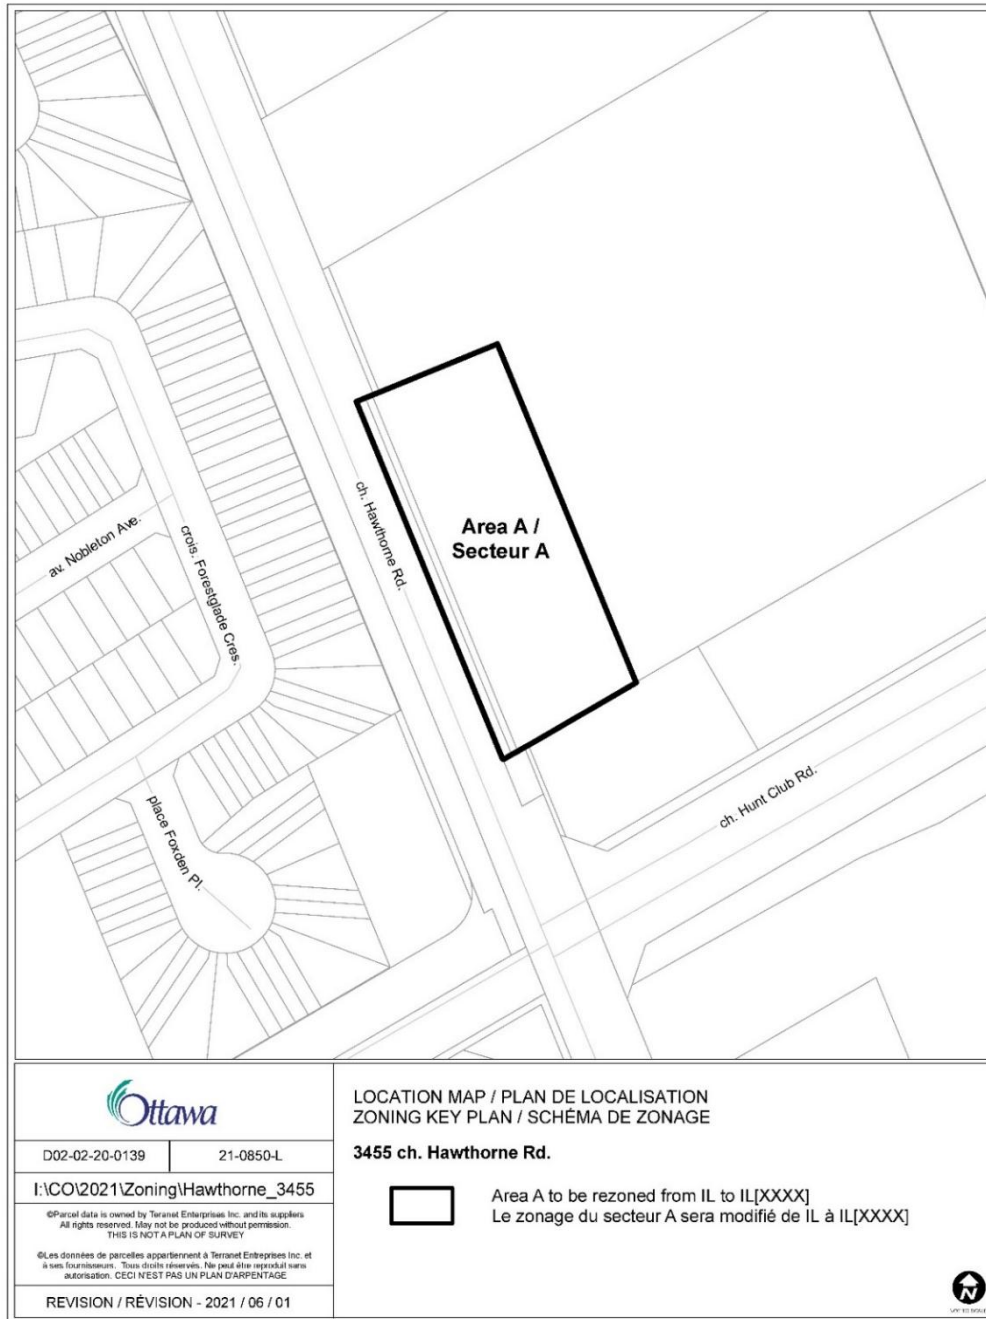 ch. Hawthorne Rd.
Area A /
Secteur A
av. Nobleton Ave.
crois. Forestglade Cres.
place Foxden Pl.
ch. Hunt Club Rd.
Ottawa
D02-02-20-0139
21-0850-L
I:\CO\2021\Zoning\Hawthorne_3455
©Parcel data is owned by Teranet Enterprises Inc. and its suppliers
All rights reserved. May not be produced without permission.
THIS IS NOT A PLAN OF SURVEY
©Les données de parcelles appartiennent à Teranet Entreprises Inc. et
à ses fournisseurs. Tous droits réservés. Ne peut être reproduit sans
autorisation. CECI N'EST PAS UN PLAN D'ARPENTAGE
REVISION / RÉVISION - 2021 / 06 / 01
LOCATION MAP / PLAN DE LOCALISATION
ZONING KEY PLAN / SCHÉMA DE ZONAGE
3455 ch. Hawthorne Rd.
Area A to be rezoned from IL to IL[XXXX]
Le zonage du secteur A sera modifié de IL à IL[XXXX]
N